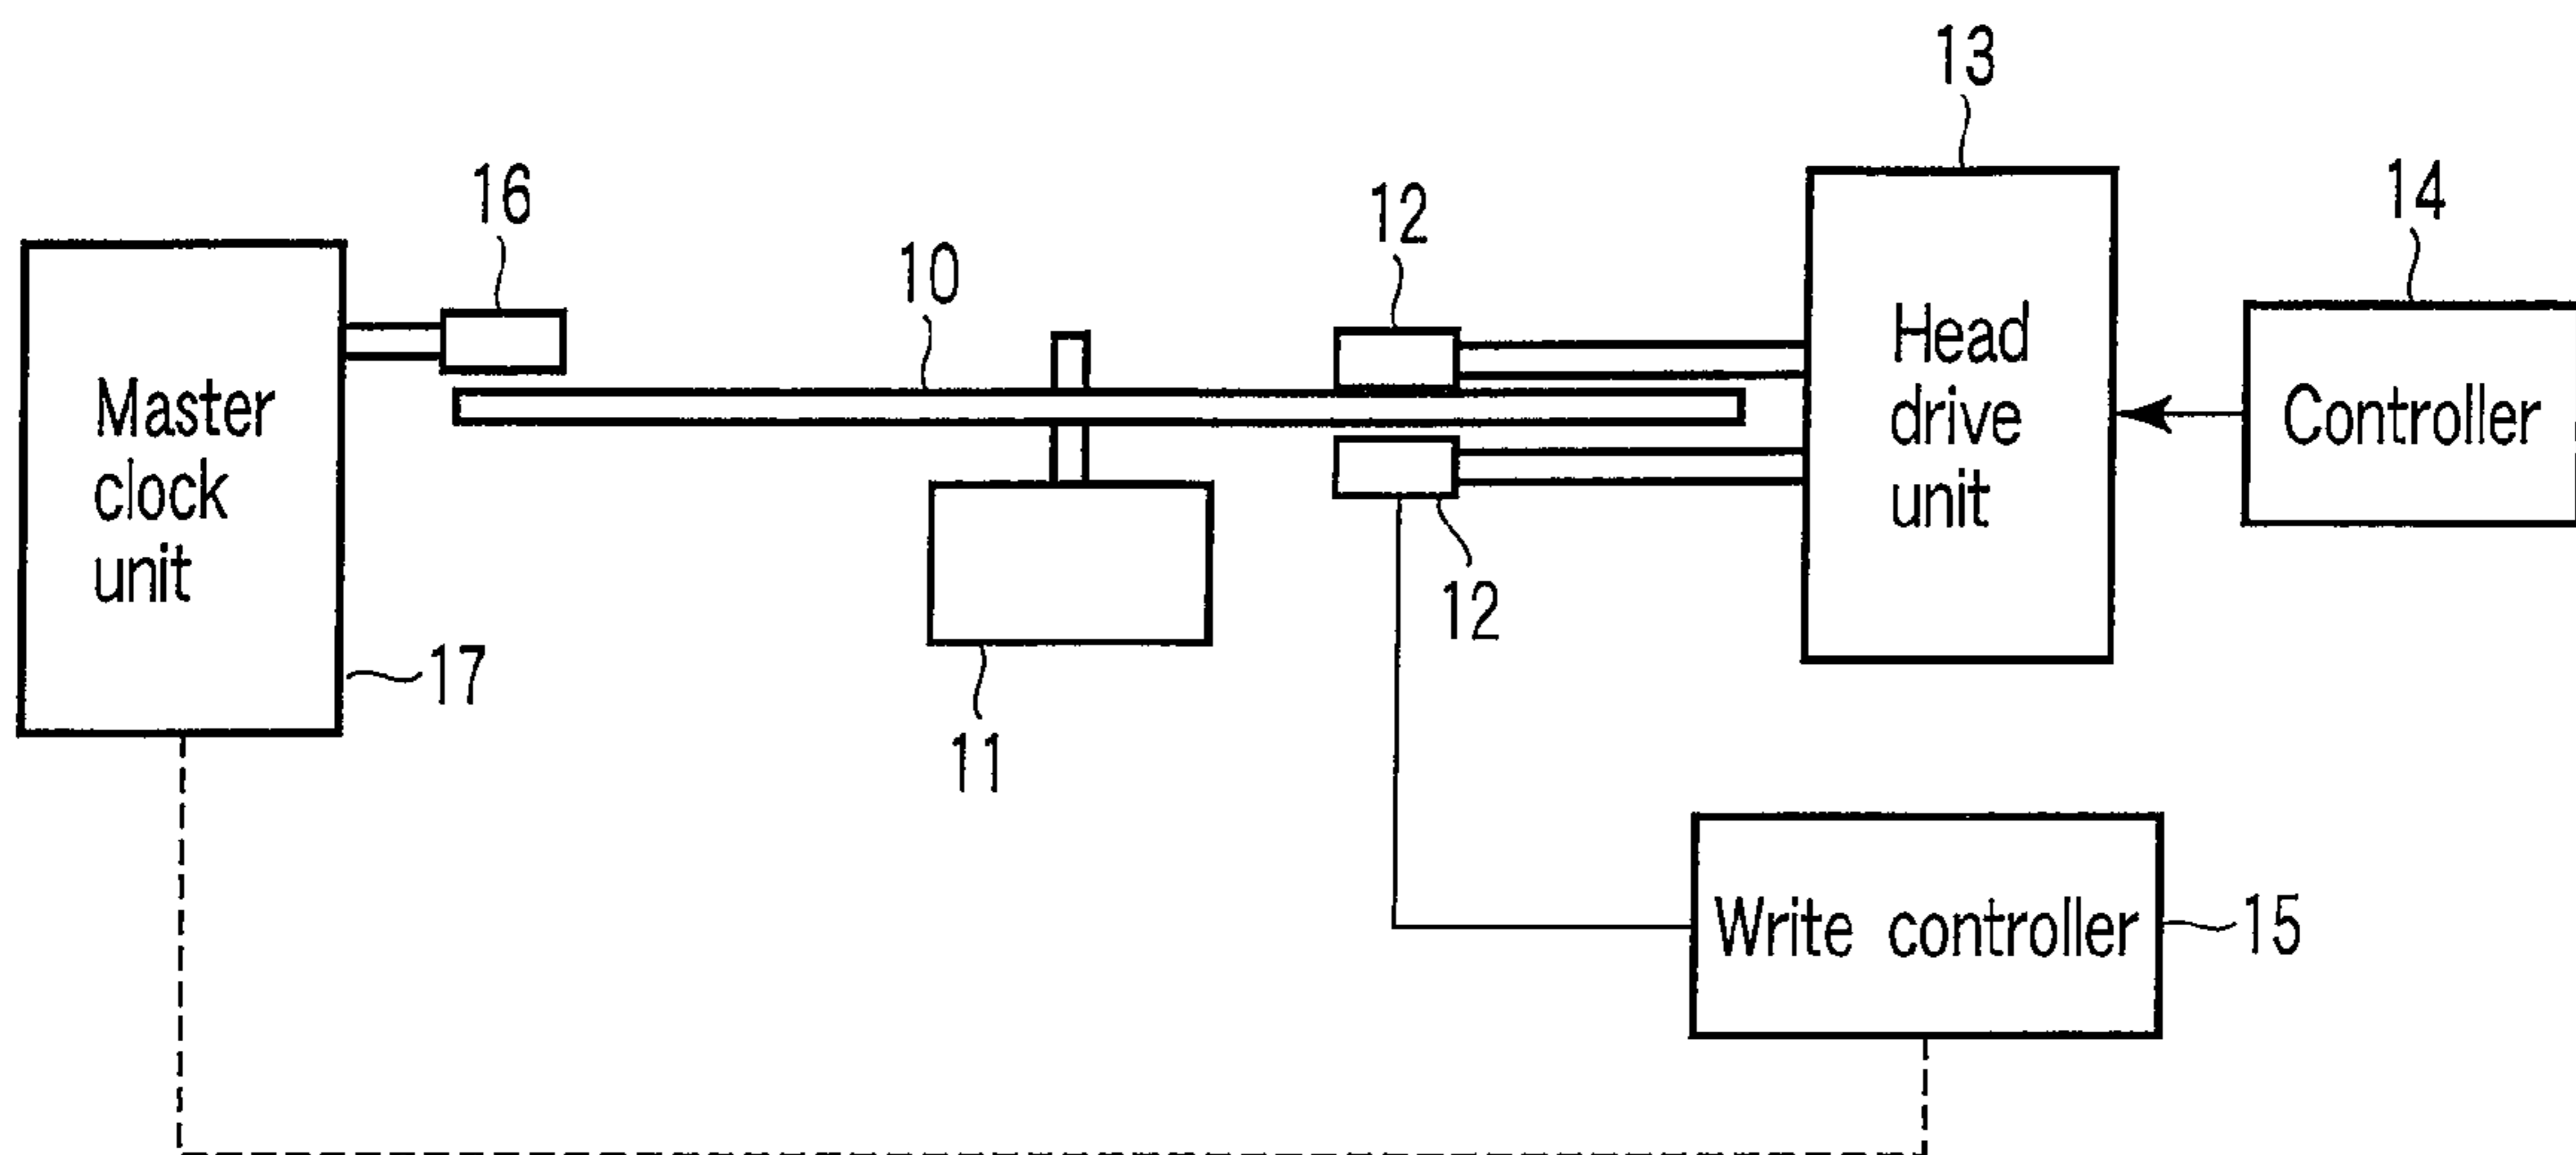 13
16
12
14
10
Master
clock
unit
Head
drive
unit
Controller
12
17
11
Write controller
15